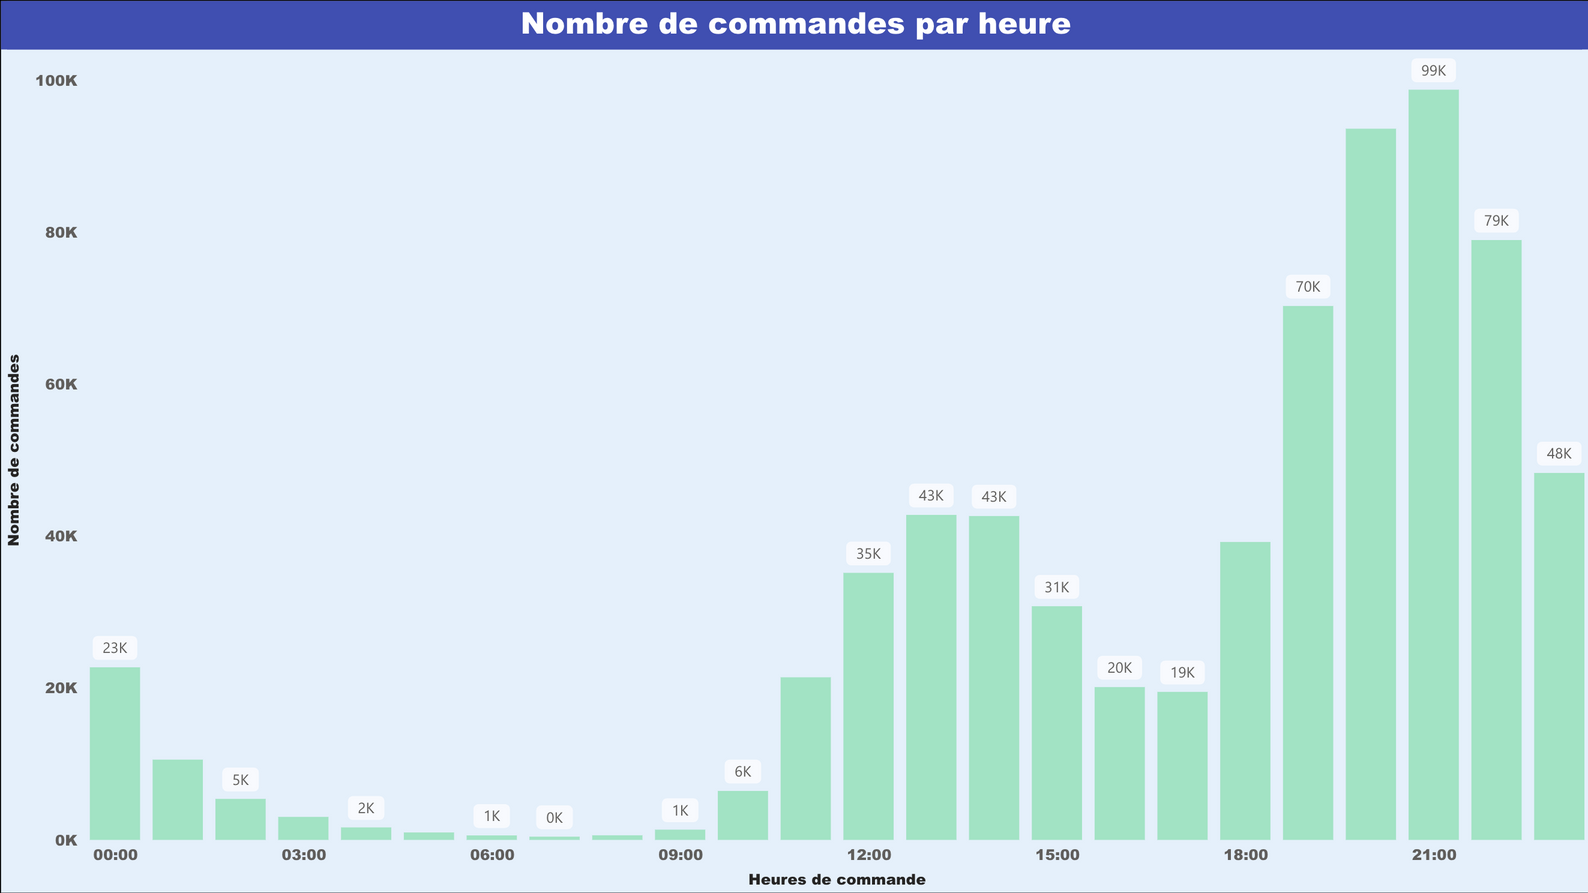 Nombre de commandes par heure
100K
80K
60K
40K
20K
0K
Nombre de commandes
23K
5K
2K
1K
0K
1K
6K
35K
43K
43K
31K
20K
19K
70K
99K
79K
48K
00:00
03:00
06:00
09:00
12:00
15:00
18:00
21:00
Heures de commande